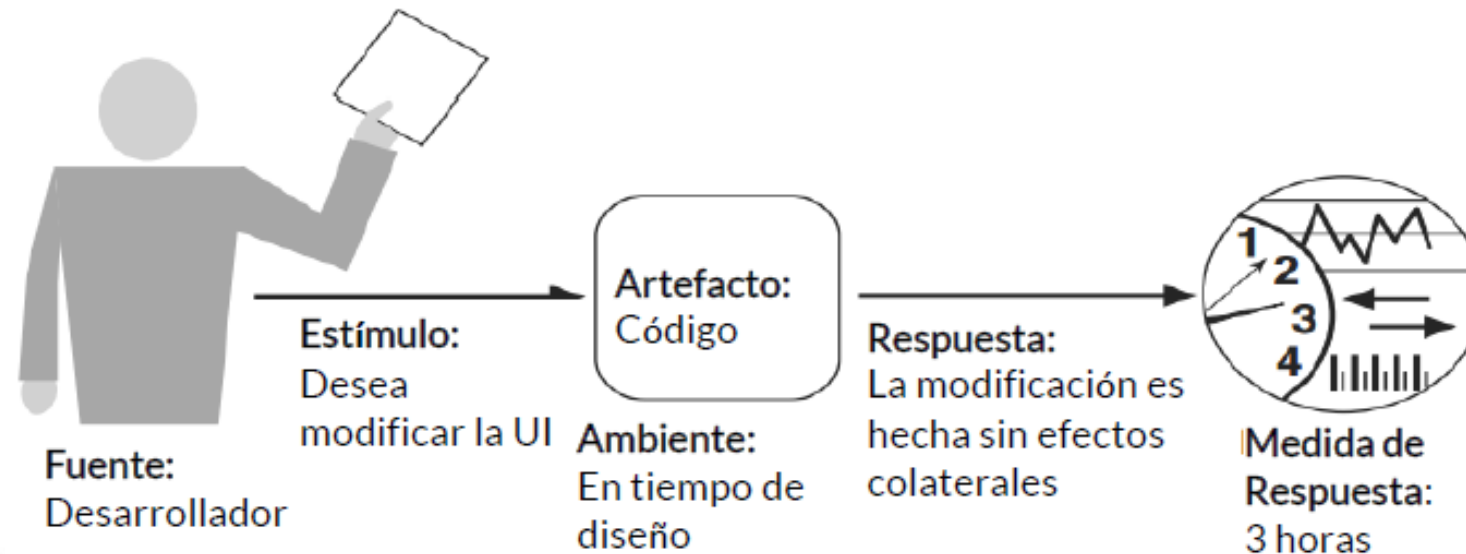 Fuente:
Desarrollador
Estímulo:
Desea
modificar la UI
Artefacto:
Código
Ambiente:
En tiempo de
diseño
Respuesta:
La modificación es
hecha sin efectos
colaterales
1
2
3
4
Medida de
Respuesta:
3 horas